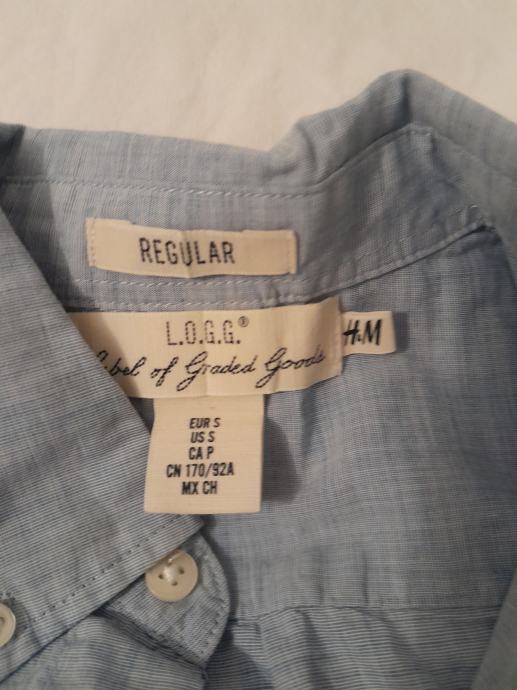 REGULAR
L.O.G.G.®
Label of Graded Goods
H&M
EUR S
US S
CA P
CN 170/92A
MX CH